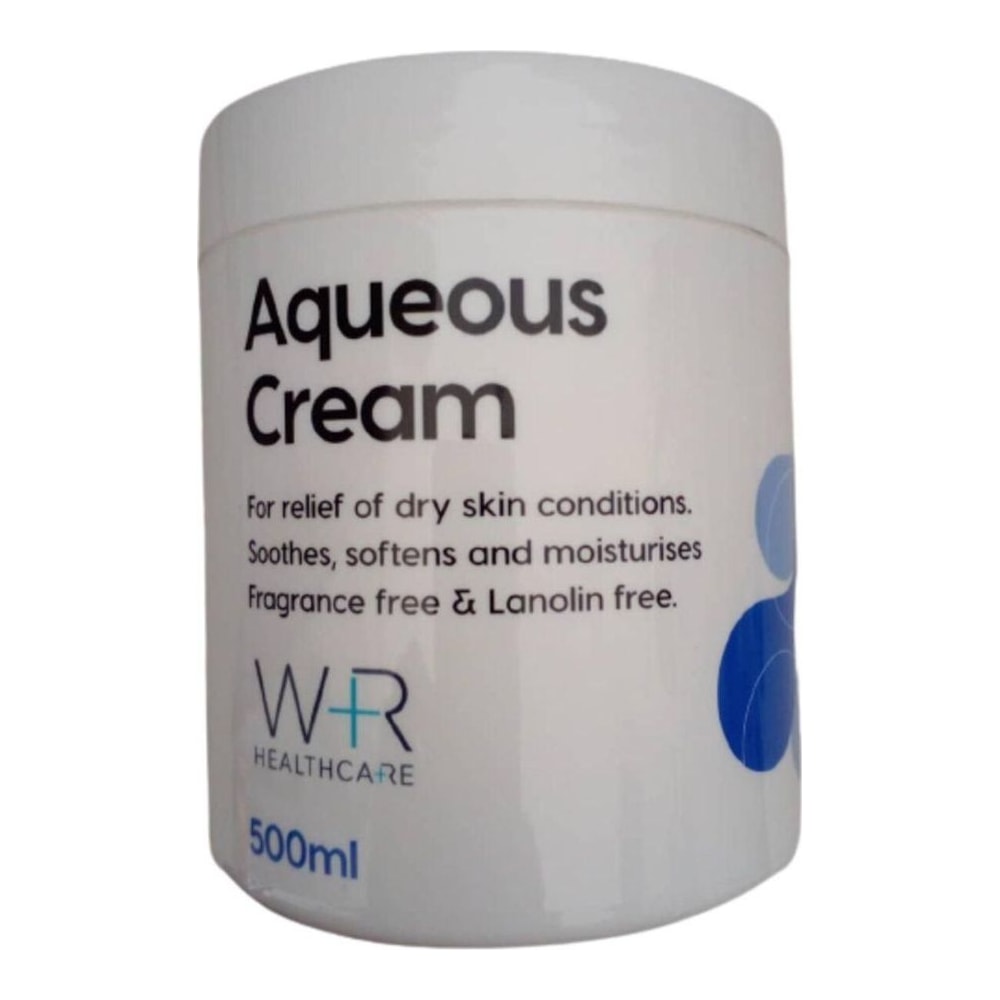 Aqueous
Cream
For relief of dry skin conditions.
Soothes, softens and moisturises
Fragrance free & Lanolin free.
W+R
HEALTHCARE
500ml